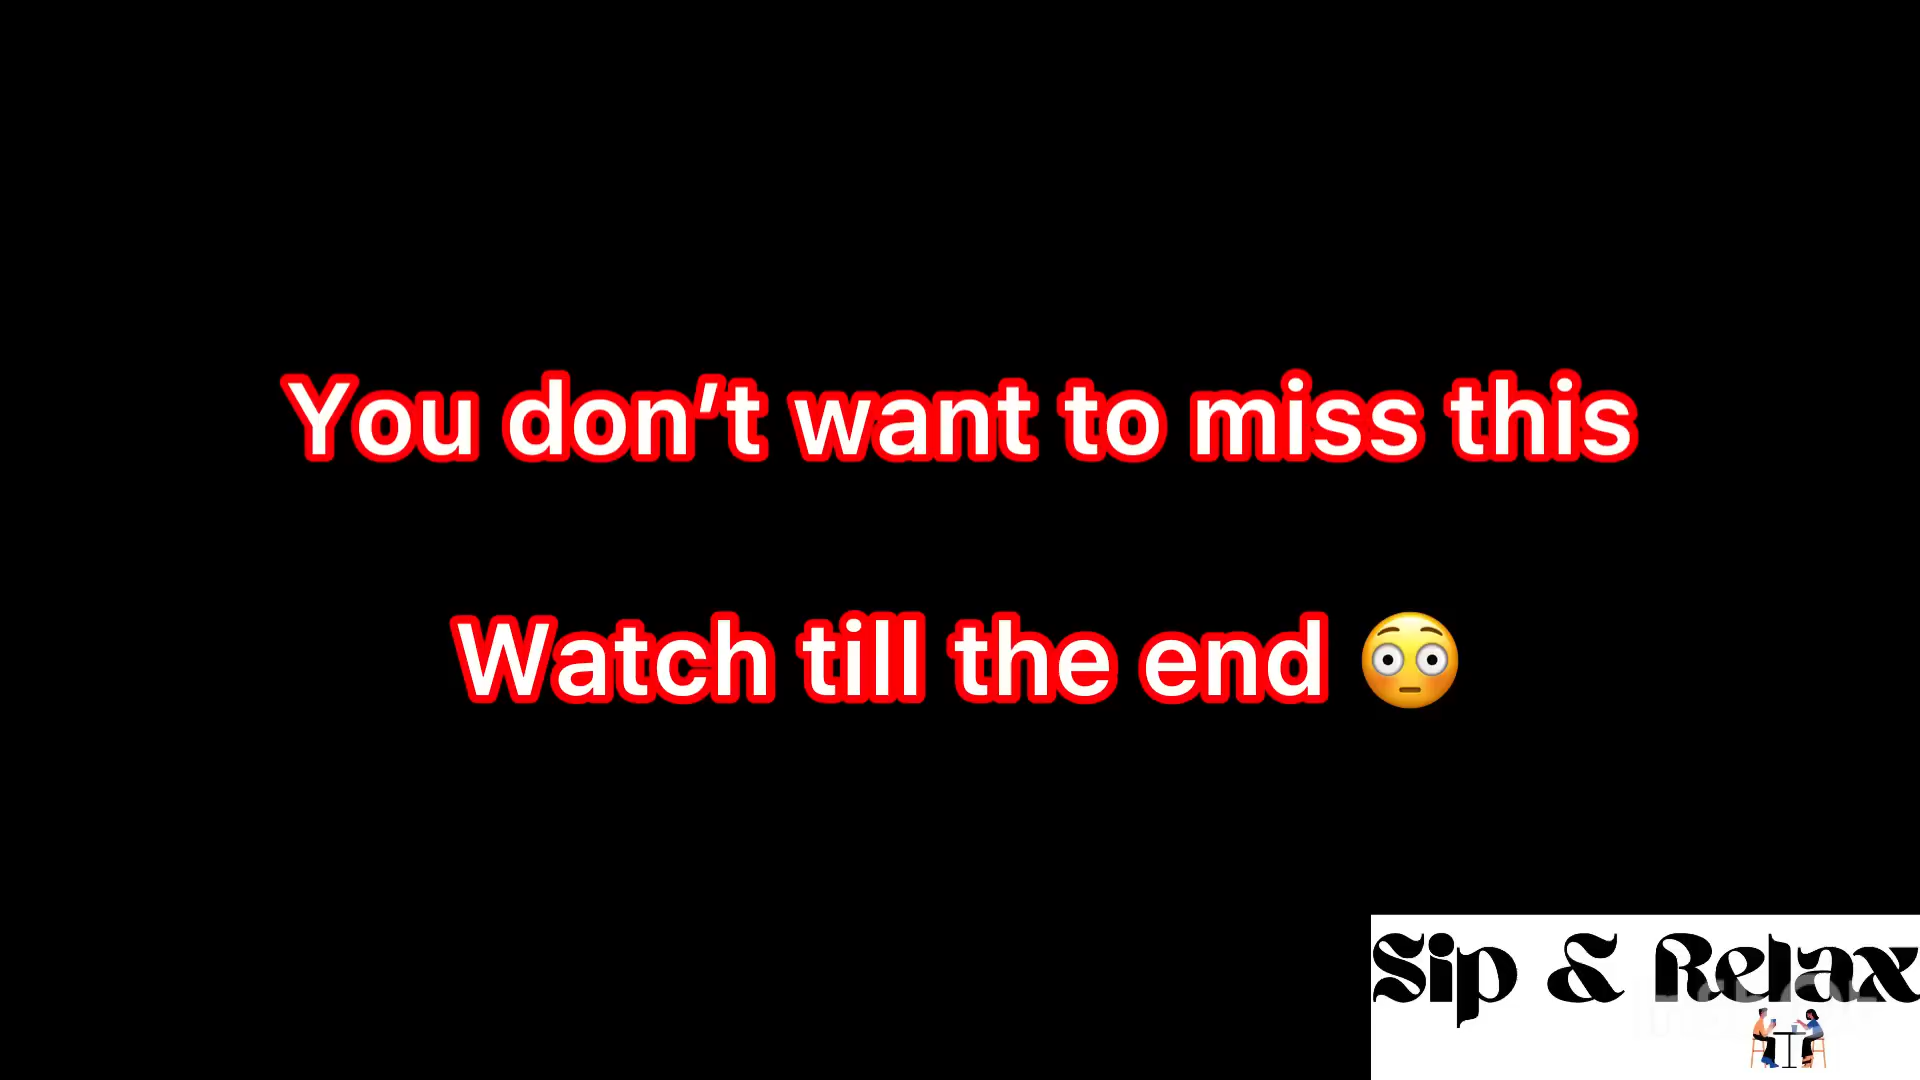 You don’t want to miss this
Watch till the end 😳
Sip & Relax